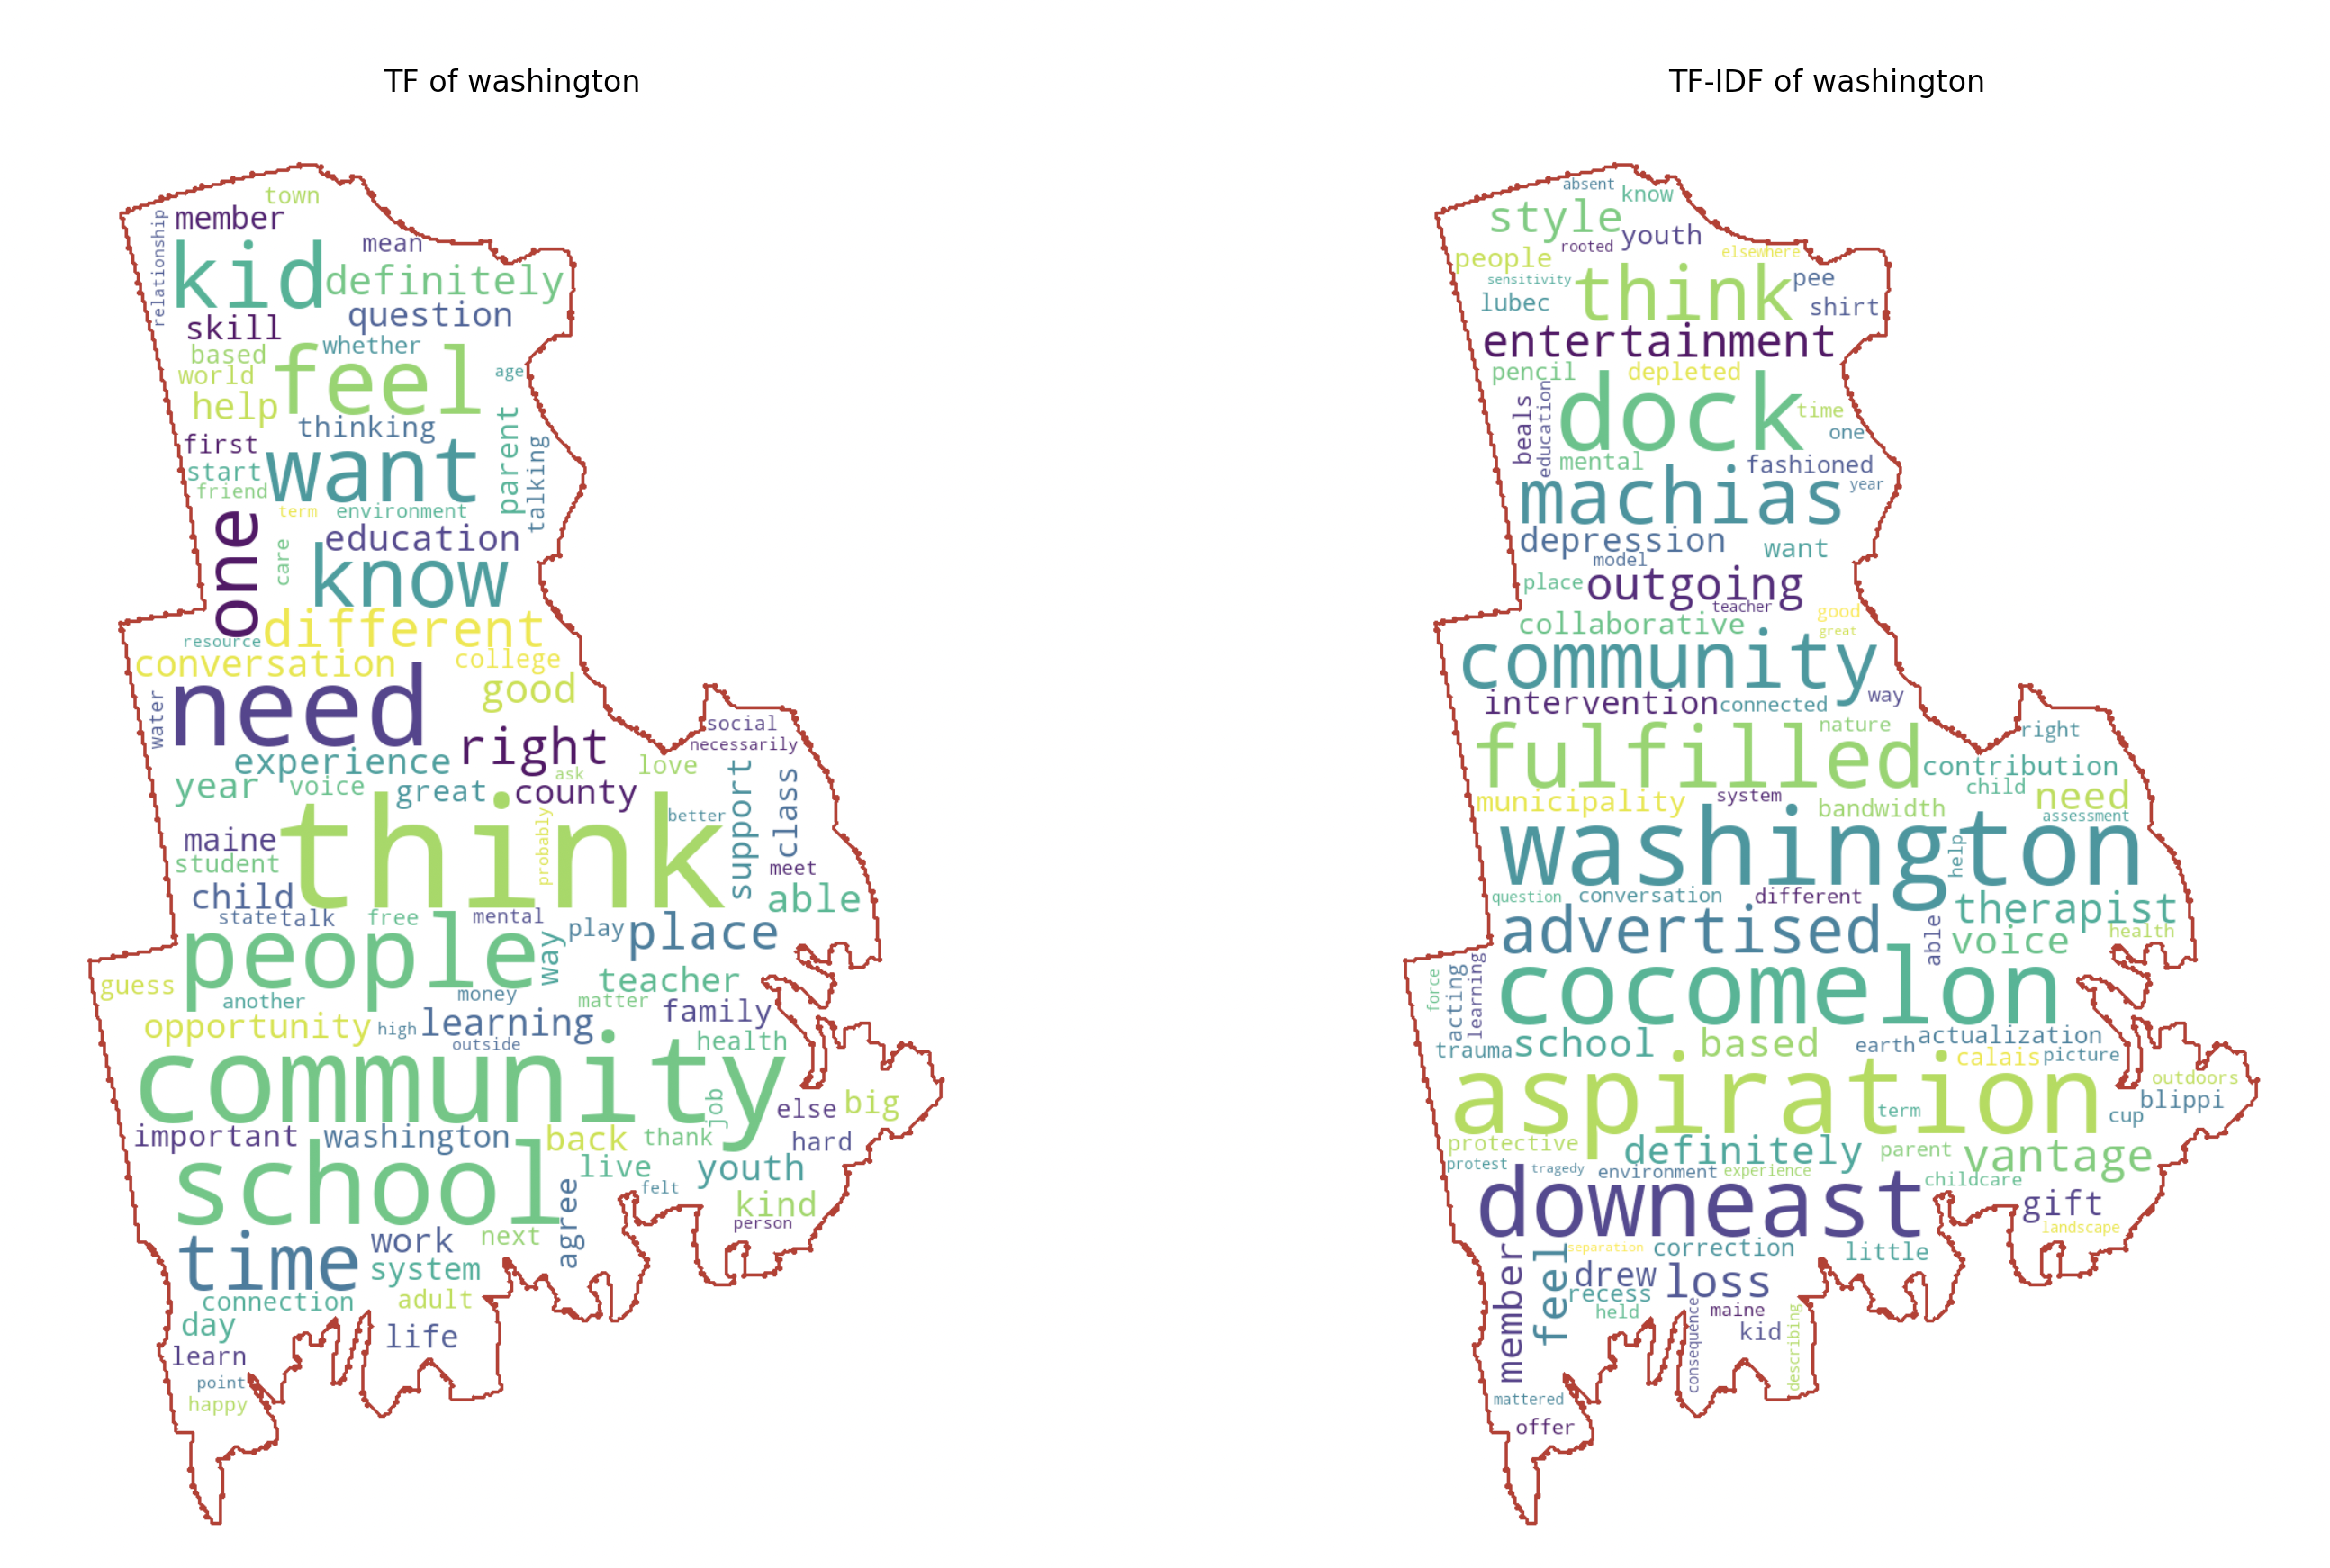 TF of washington
town
member
relationship
mean
kid
definitely
question
skill
whether
based
feel
age
world
help
thinking
parent
first
talking
want
start
friend
term
environment
one
education
care
know
different
resource
conversation
college
need
good
water
social
right
necessarily
experience
ask
love
year
voice
great
county
support
class
think
probably
better
maine
student
meet
child
able
state
talk
free
mental
play
place
people
way
guess
teacher
another
money
matter
family
opportunity
high
learning
outside
health
community
job
else
big
important
washington
back
thank
hard
school
live
youth
felt
agree
kind
person
time
work
next
system
connection
adult
day
life
learn
point
happy
TF-IDF of washington
absent
know
style
youth
rooted
people
elsewhere
sensitivity
think
pee
lubec
shirt
entertainment
pencil
depleted
beals
education
dock
time
one
mental
fashioned
machias
year
depression
want
model
place
outgoing
teacher
collaborative
good
great
community
intervention
connected
way
nature
right
fulfilled
contribution
child
municipality
system
bandwidth
need
assessment
washington
help
question
conversation
different
therapist
advertised
able
voice
health
force
acting
learning
cocomelon
trauma
school
based
earth
actualization
calais
picture
aspiration
term
outdoors
blippi
cup
protective
definitely
parent
vantage
protest
tragedy
environment
experience
childcare
downeast
gift
landscape
member
feel
separation
correction
little
drew
loss
recess
held
consequence
maine
kid
describing
mattered
offer